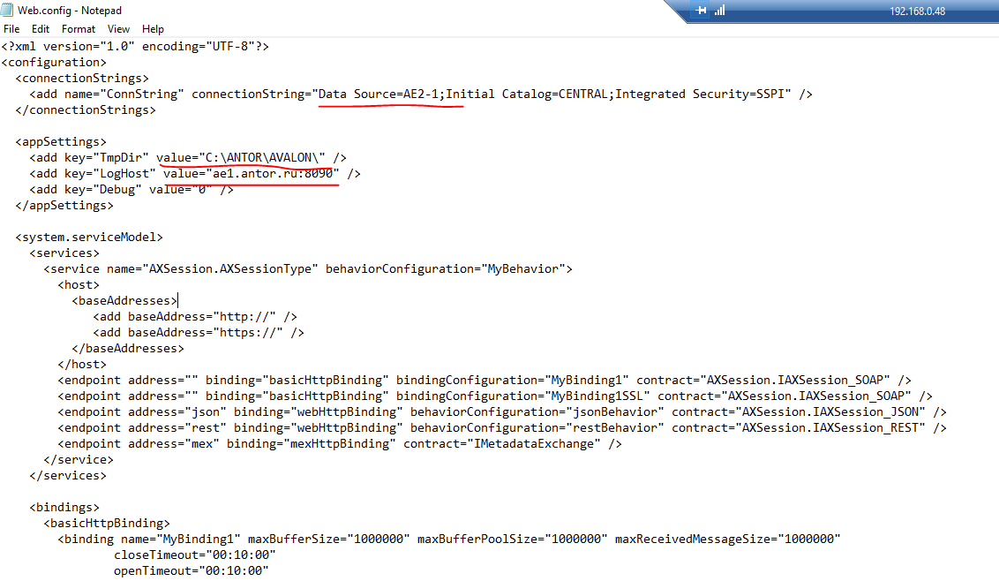 Web.config - Notepad
192.168.0.48
File Edit Format View Help
<?xml version="1.0" encoding="UTF-8"?>
<configuration>
  <connectionStrings>
    <add name="ConnString" connectionString="Data Source=AE2-1;Initial Catalog=CENTRAL;Integrated Security=SSPI" />
  </connectionStrings>

  <appSettings>
    <add key="TmpDir" value="C:\ANTOR\AVALON\" />
    <add key="LogHost" value="ae1.antor.ru:8090" />
    <add key="Debug" value="0" />
  </appSettings>

  <system.serviceModel>
    <services>
      <service name="AXSession.AXSessionType" behaviorConfiguration="MyBehavior">
        <host>
          <baseAddresses>
             <add baseAddress="http://" />
             <add baseAddress="https://" />
          </baseAddresses>
        </host>
        <endpoint address="" binding="basicHttpBinding" bindingConfiguration="MyBinding1" contract="AXSession.IAXSession_SOAP" />
        <endpoint address="" binding="basicHttpBinding" bindingConfiguration="MyBinding1SSL" contract="AXSession.IAXSession_SOAP" />
        <endpoint address="json" binding="webHttpBinding" behaviorConfiguration="jsonBehavior" contract="AXSession.IAXSession_JSON" />
        <endpoint address="rest" binding="webHttpBinding" behaviorConfiguration="restBehavior" contract="AXSession.IAXSession_REST" />
        <endpoint address="mex" binding="mexHttpBinding" contract="IMetadataExchange" />
      </service>
    </services>

    <bindings>
      <basicHttpBinding>
        <binding name="MyBinding1" maxBufferSize="1000000" maxBufferPoolSize="1000000" maxReceivedMessageSize="1000000"
                closeTimeout="00:10:00"
                openTimeout="00:10:00"